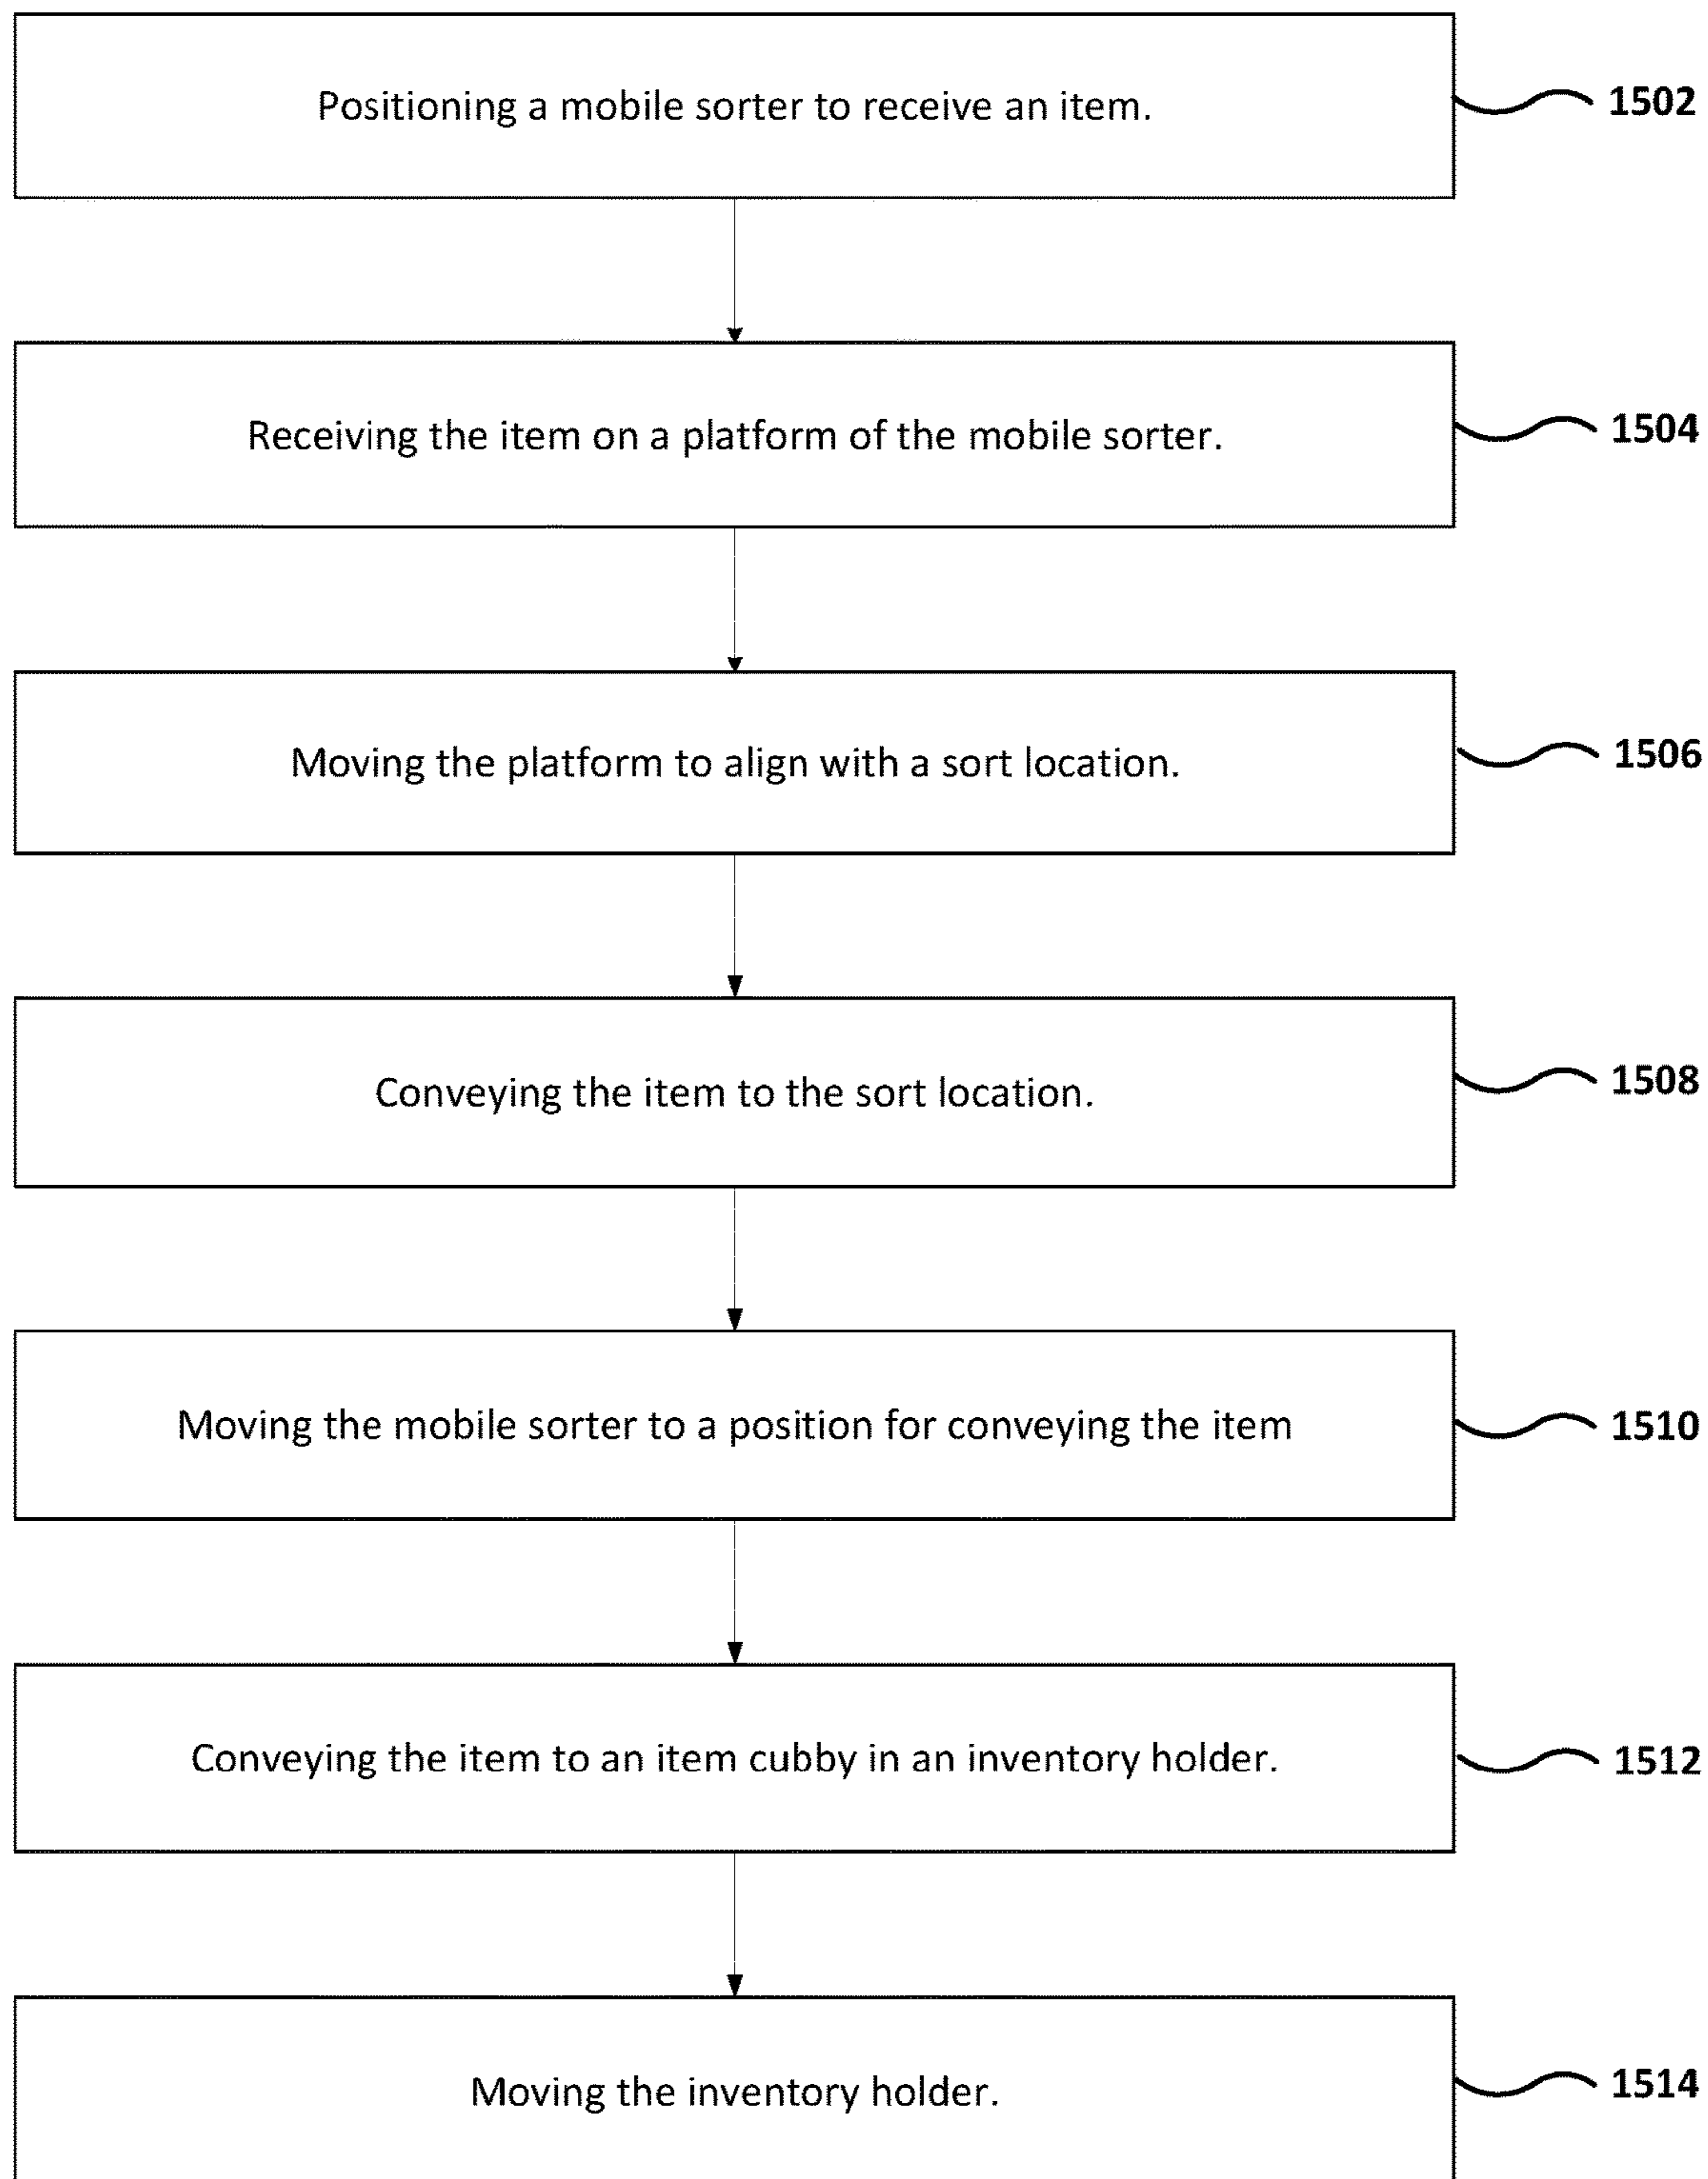 Positioning a mobile sorter to receive an item.
1502
Receiving the item on a platform of the mobile sorter.
1504
Moving the platform to align with a sort location.
1506
Conveying the item to the sort location.
1508
Moving the mobile sorter to a position for conveying the item
1510
Conveying the item to an item cubby in an inventory holder.
1512
Moving the inventory holder.
1514